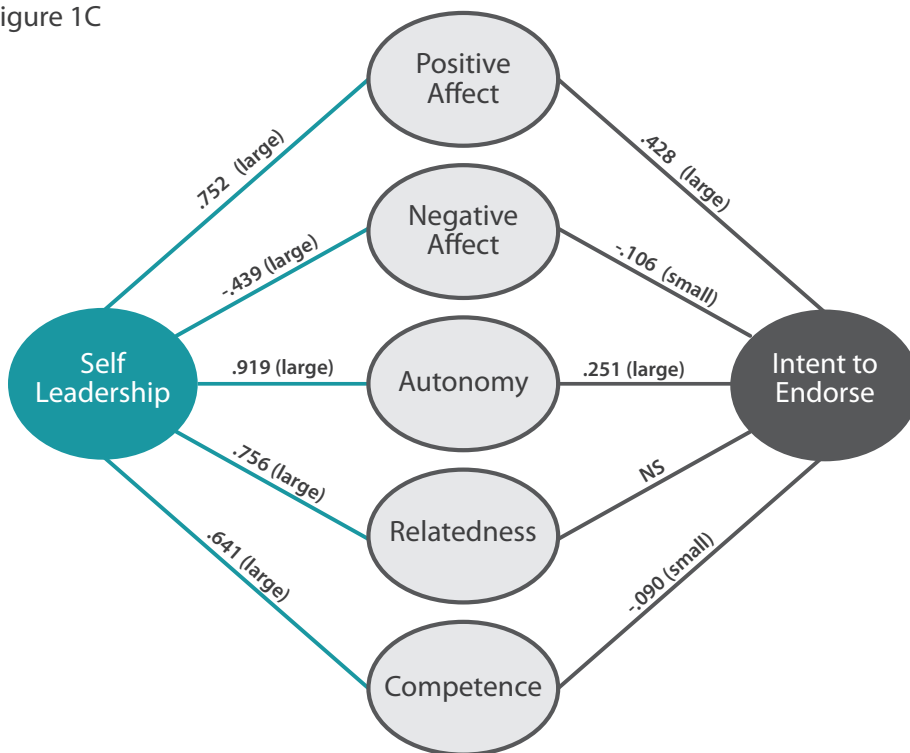 igure 1C
Positive
Affect
.752 (large)
.428 (large)
Negative
Affect
-.439 (large)
-.106 (small)
Self
Leadership
.919 (large)
Autonomy
.251 (large)
Intent to
Endorse
.756 (large)
NS
Relatedness
.641 (large)
-.090 (small)
Competence